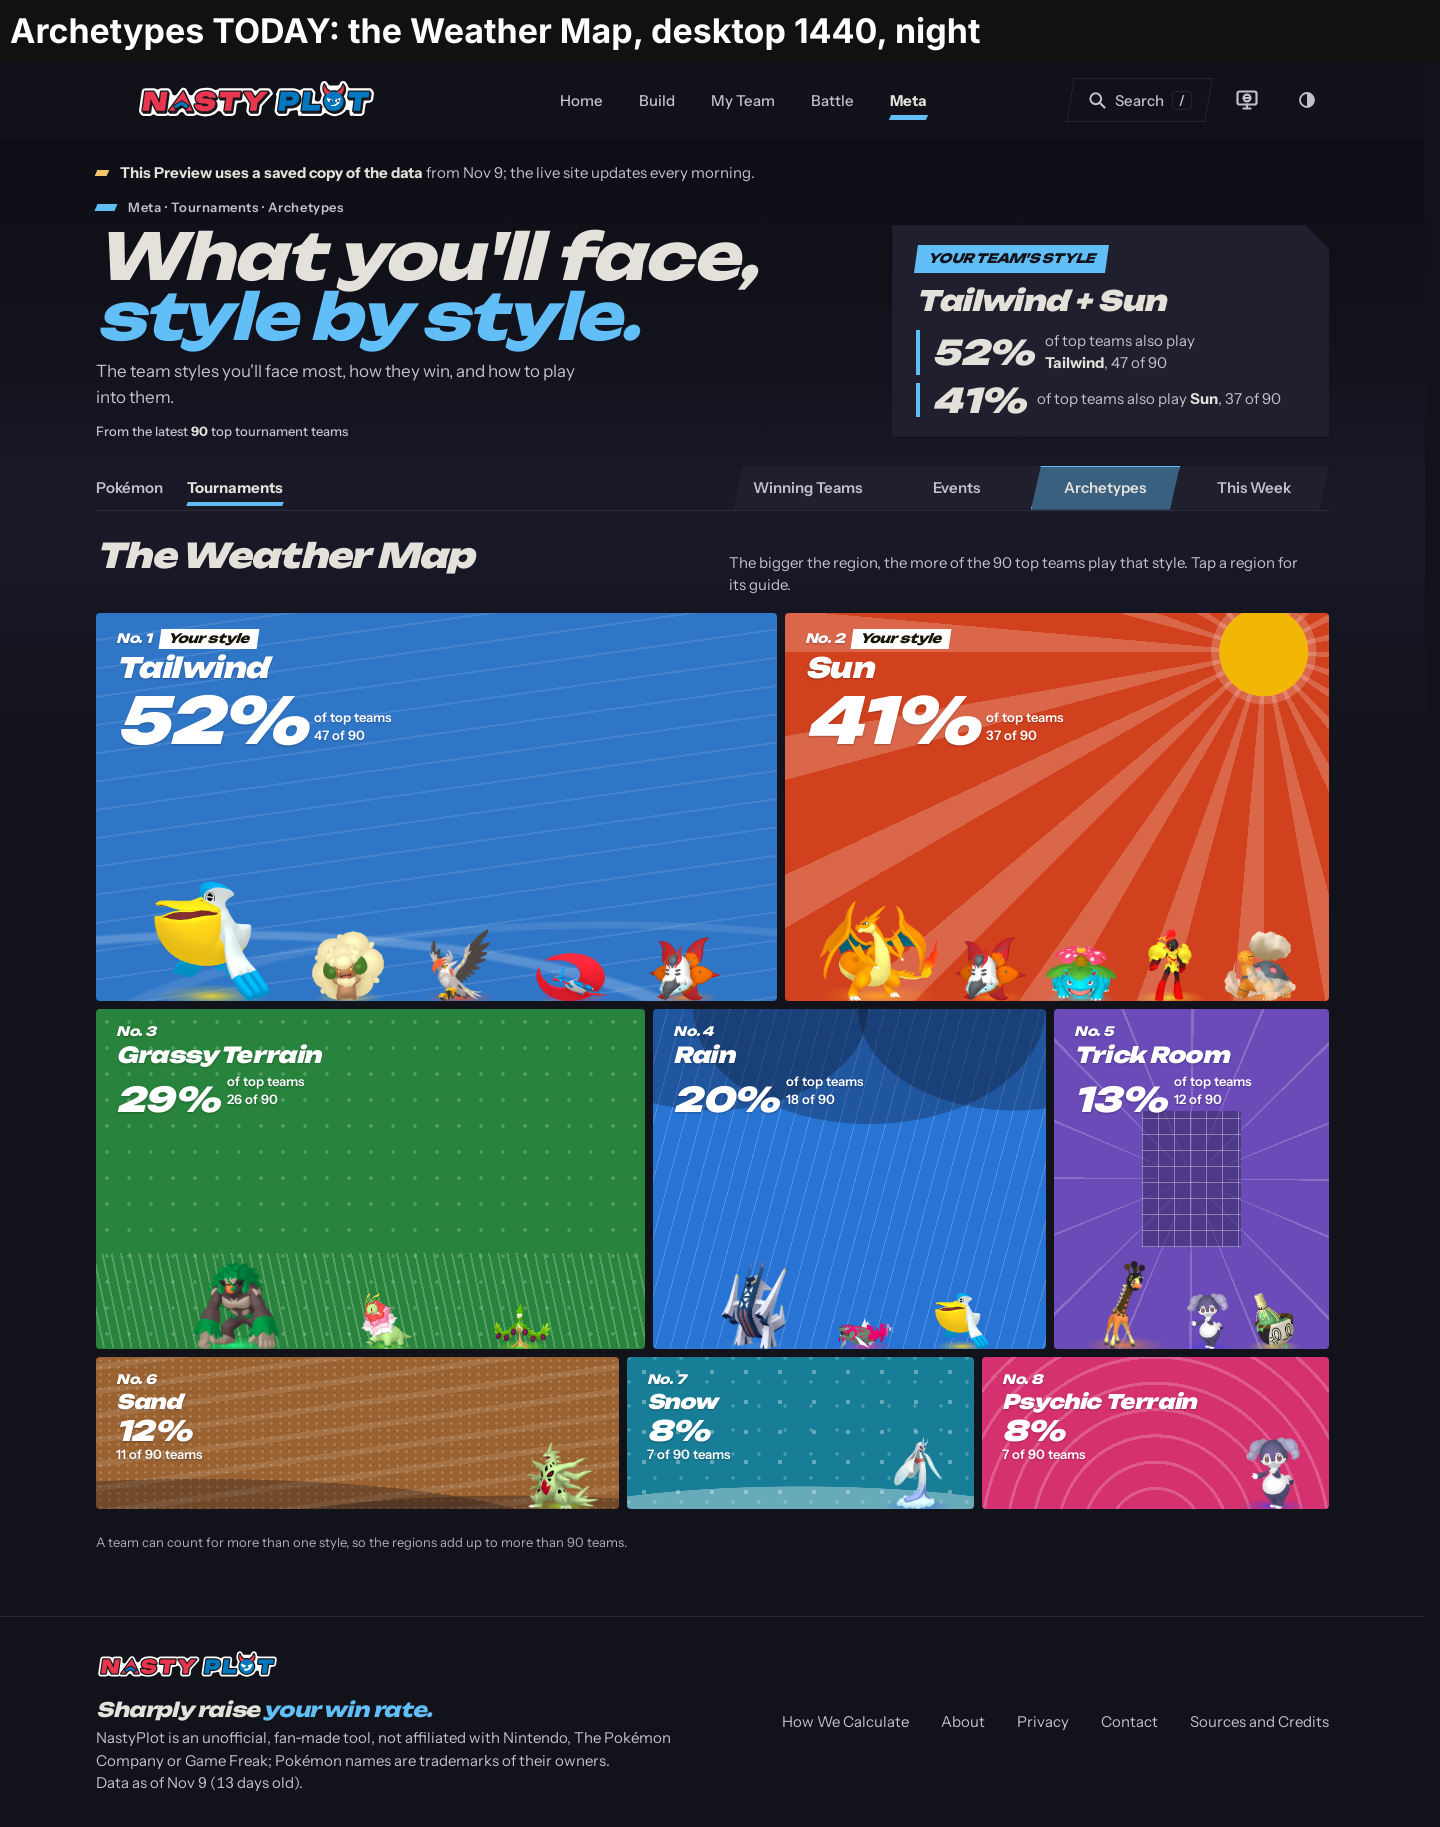 Archetypes TODAY: the Weather Map, desktop 1440, night
NASTY PLOT
Home
Build
My Team
Battle
Meta
Search /
This Preview uses a saved copy of the data from Nov 9; the live site updates every morning.
Meta · Tournaments · Archetypes
What you'll face,
style by style.
The team styles you'll face most, how they win, and how to play
into them.
From the latest 90 top tournament teams
YOUR TEAM'S STYLE
Tailwind + Sun
52% of top teams also play
Tailwind, 47 of 90
41% of top teams also play Sun, 37 of 90
Pokémon
Tournaments
Winning Teams
Events
Archetypes
This Week
The Weather Map
The bigger the region, the more of the 90 top teams play that style. Tap a region for
its guide.
No. 1 Your style
Tailwind
52% of top teams
47 of 90
No. 2 Your style
Sun
41% of top teams
37 of 90
No. 3
Grassy Terrain
29% of top teams
26 of 90
No. 4
Rain
20% of top teams
18 of 90
No. 5
Trick Room
13% of top teams
12 of 90
No. 6
Sand
12%
11 of 90 teams
No. 7
Snow
8%
7 of 90 teams
No. 8
Psychic Terrain
8%
7 of 90 teams
A team can count for more than one style, so the regions add up to more than 90 teams.
NASTY PLOT
Sharply raise your win rate.
NastyPlot is an unofficial, fan-made tool, not affiliated with Nintendo, The Pokémon
Company or Game Freak; Pokémon names are trademarks of their owners.
Data as of Nov 9 (13 days old).
How We Calculate
About
Privacy
Contact
Sources and Credits